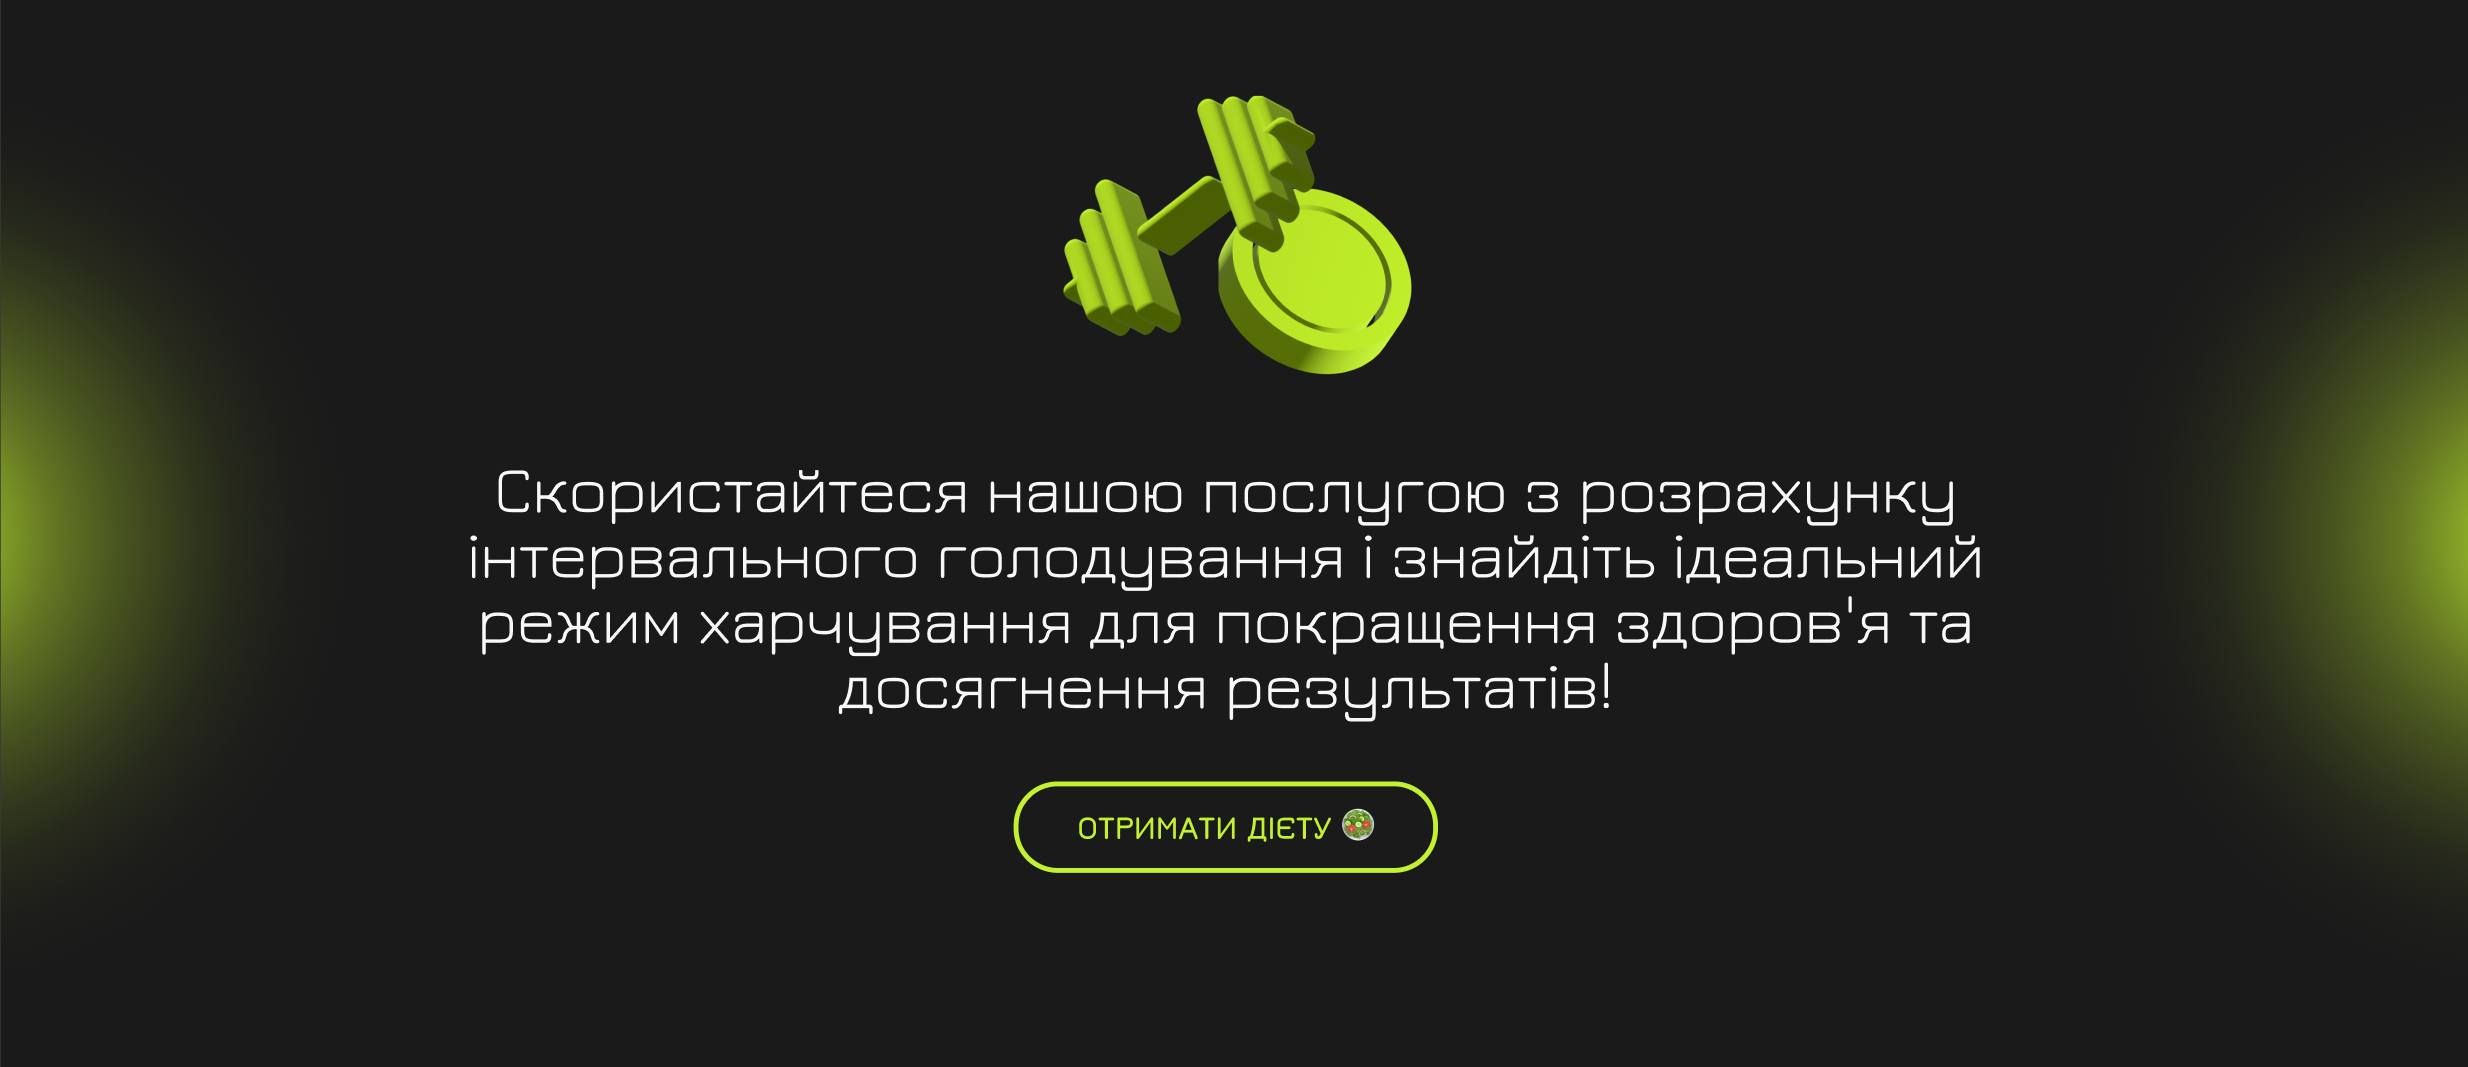 Скористайтеся нашою послугою з розрахунку
інтервального голодування і знайдіть ідеальний
режим харчування для покращення здоров'я та
досягнення результатів!
ОТРИМАТИ ДІЄТУ